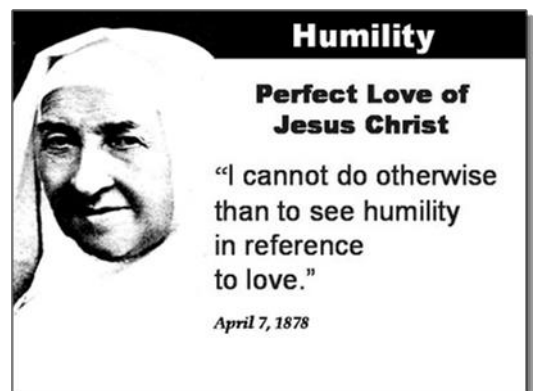 Humility
Perfect Love of
Jesus Christ
“I cannot do otherwise
than to see humility
in reference
to love.”
April 7, 1878